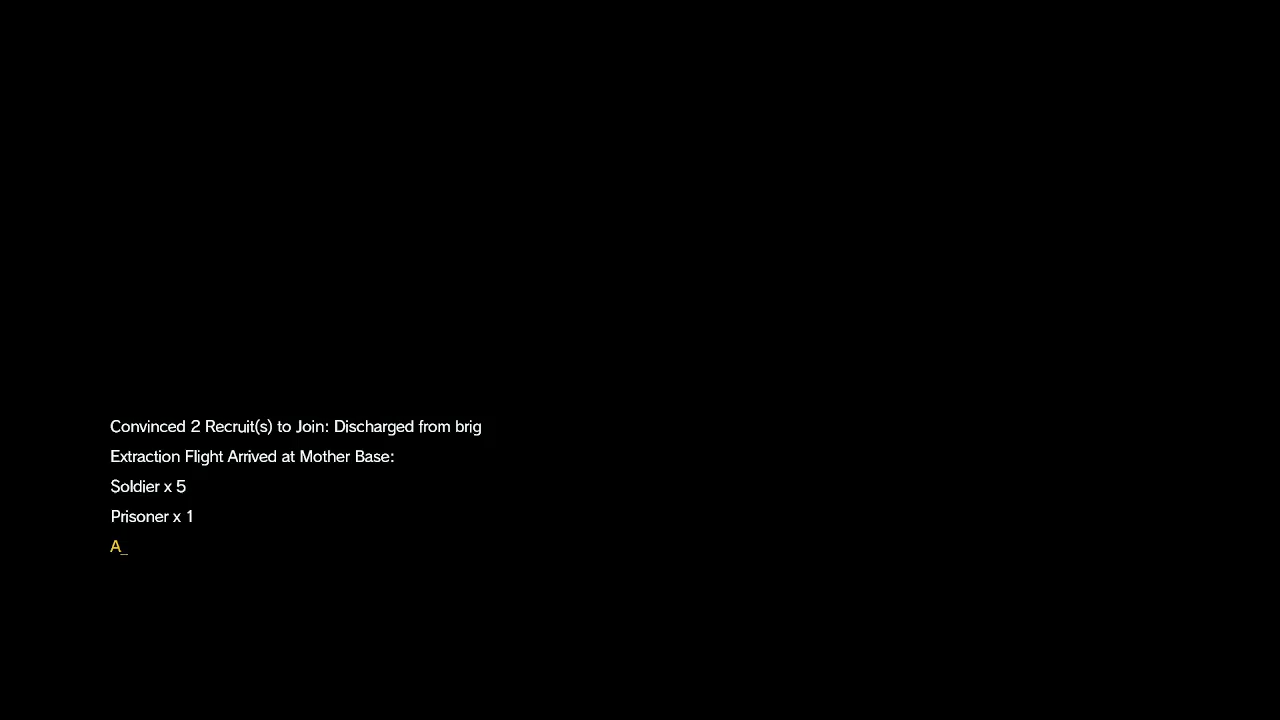 Convinced 2 Recruit(s) to Join: Discharged from brig
Extraction Flight Arrived at Mother Base:
Soldier x 5
Prisoner x 1
A_